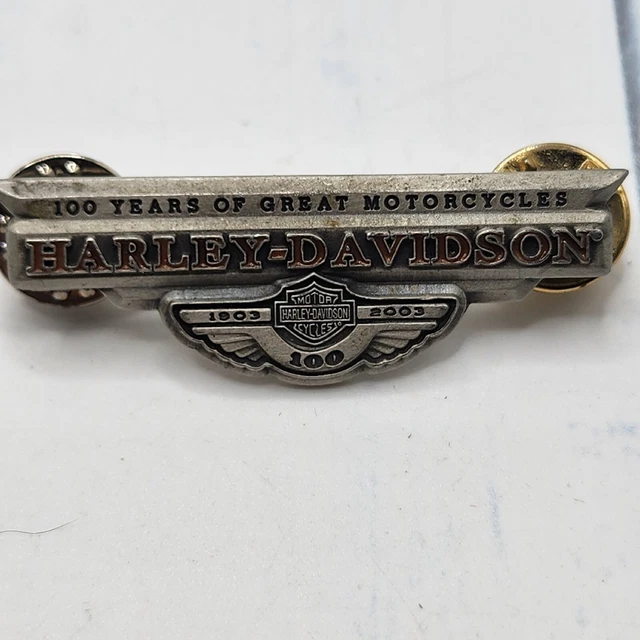 100 YEARS OF GREAT MOTORCYCLES
HARLEY-DAVIDSON®
MOTOR
1903 HARLEY-DAVIDSON 2003
CYCLES
100